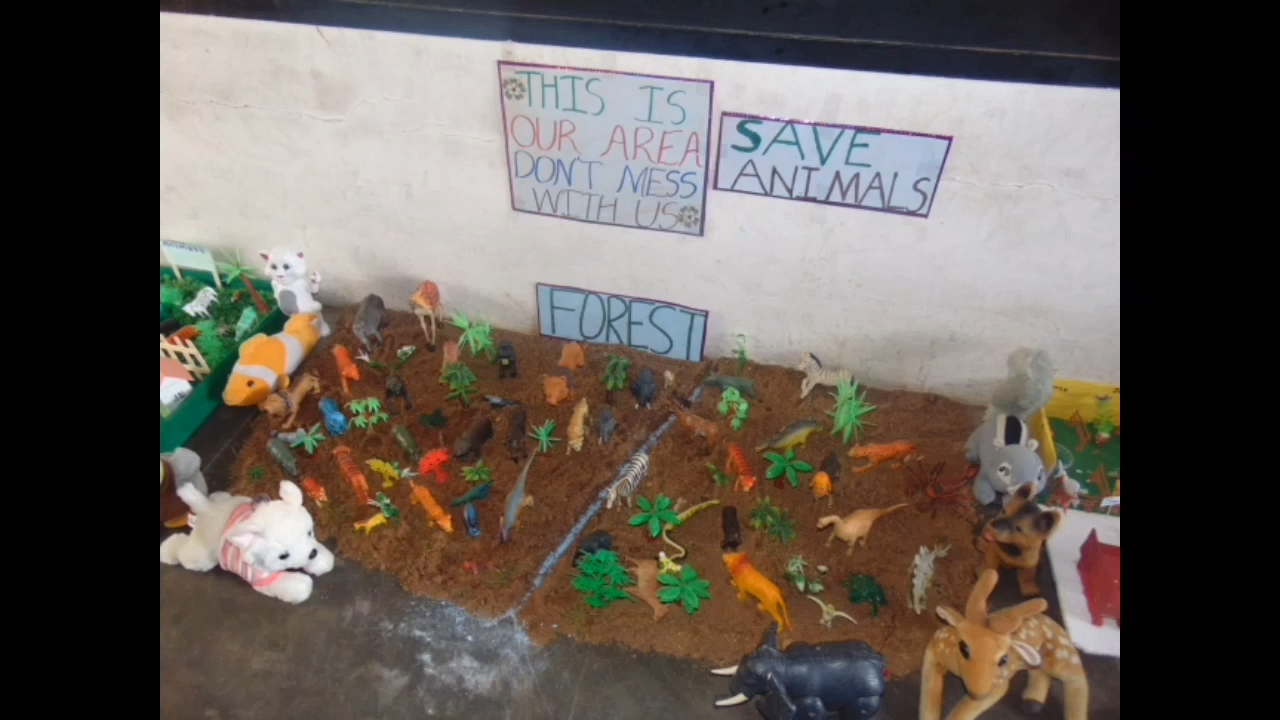 THIS IS
OUR AREA
DON'T MESS
WITH US
SAVE
ANIMALS
FOREST